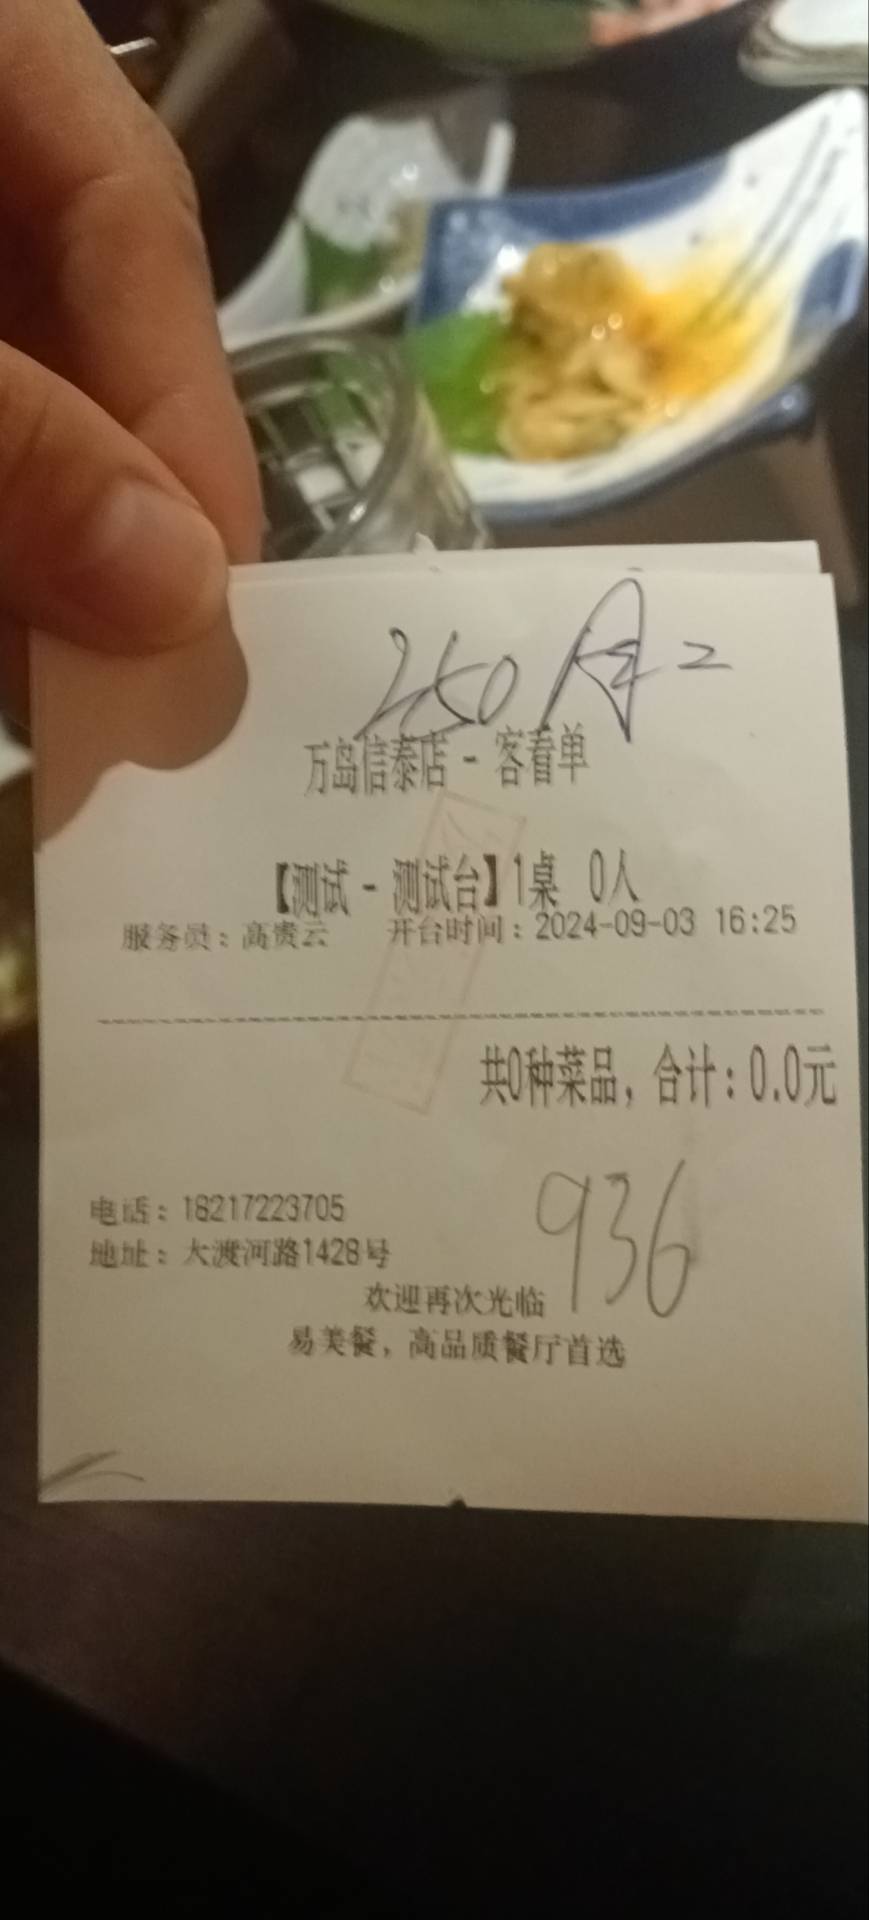 250
万岛信泰店 - 客看单
【测试 - 测试台】1桌 0人
服务员：高贵云 开台时间：2024-09-03 16:25
共0种菜品，合计：0.0元
936
电话：18217223705
地址：大渡河路1428号
欢迎再次光临
易美餐，高品质餐厅首选